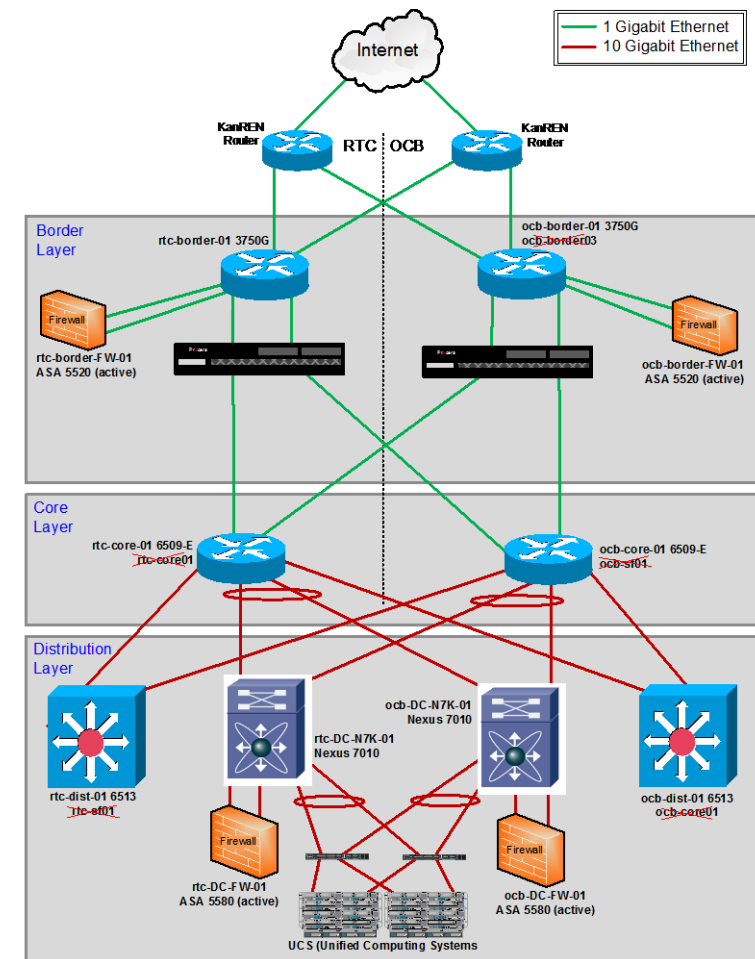 Internet
1 Gigabit Ethernet
10 Gigabit Ethernet
KanREN
Router
RTC
OCB
KanREN
Router
Border
Layer
rtc-border-01 3750G
ocb-border-01 3750G
ocb-border03
Firewall
rtc-border-FW-01
ASA 5520 (active)
Firewall
ocb-border-FW-01
ASA 5520 (active)
Core
Layer
rtc-core-01 6509-E
rtc-core01
ocb-core-01 6509-E
ocb-sf01
Distribution
Layer
rtc-dist-01 6513
rtc-sf01
rtc-DC-N7K-01
Nexus 7010
ocb-DC-N7K-01
Nexus 7010
ocb-dist-01 6513
ocb-core01
Firewall
rtc-DC-FW-01
ASA 5580 (active)
Firewall
ocb-DC-FW-01
ASA 5580 (active)
UCS (Unified Computing Systems